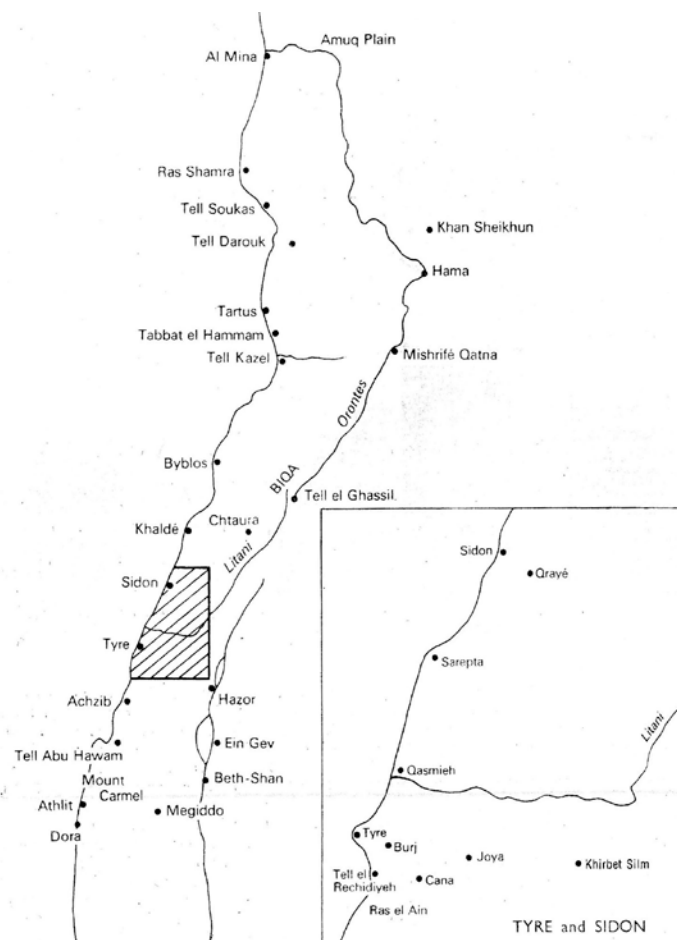 Amuq Plain
Al Mina
Ras Shamra
Tell Soukas
Khan Sheikhun
Tell Darouk
Hama
Tartus
Tabbat el Hammam
Tell Kazel
Mishrifé Qatna
Orontes
Byblos
BIQA
Tell el Ghassil
Khaldé
Chtaura
Litani
Sidon
Tyre
Achzib
Hazor
Tell Abu Hawam
Ein Gev
Mount
Carmel
Beth-Shan
Athlit
Megiddo
Dora
Sidon
Qrayé
Sarepta
Litani
Qasmieh
Tyre
Burj
Joya
Khirbet Silm
Tell el
Rechidiyeh
Cana
Ras el Ain
TYRE and SIDON